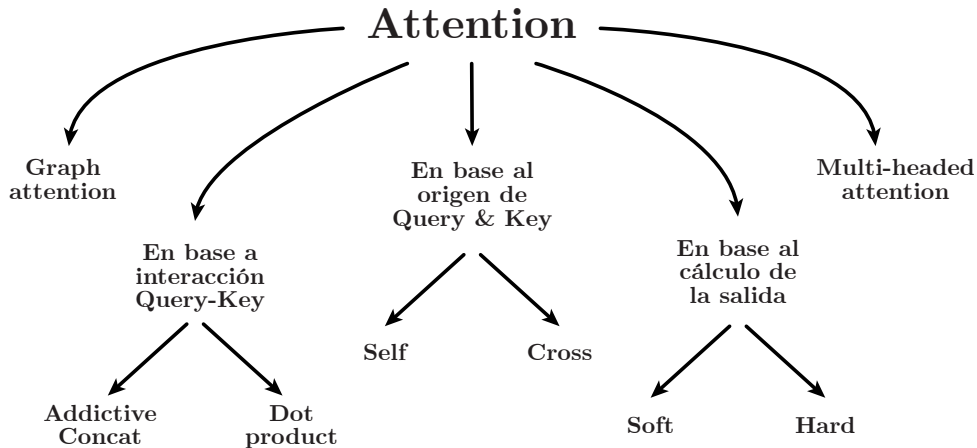 Attention
Graph
attention
En base a
interacción
Query-Key
Addictive
Concat
Dot
product
En base al
origen de
Query & Key
Self
Cross
En base al
cálculo de
la salida
Soft
Hard
Multi-headed
attention